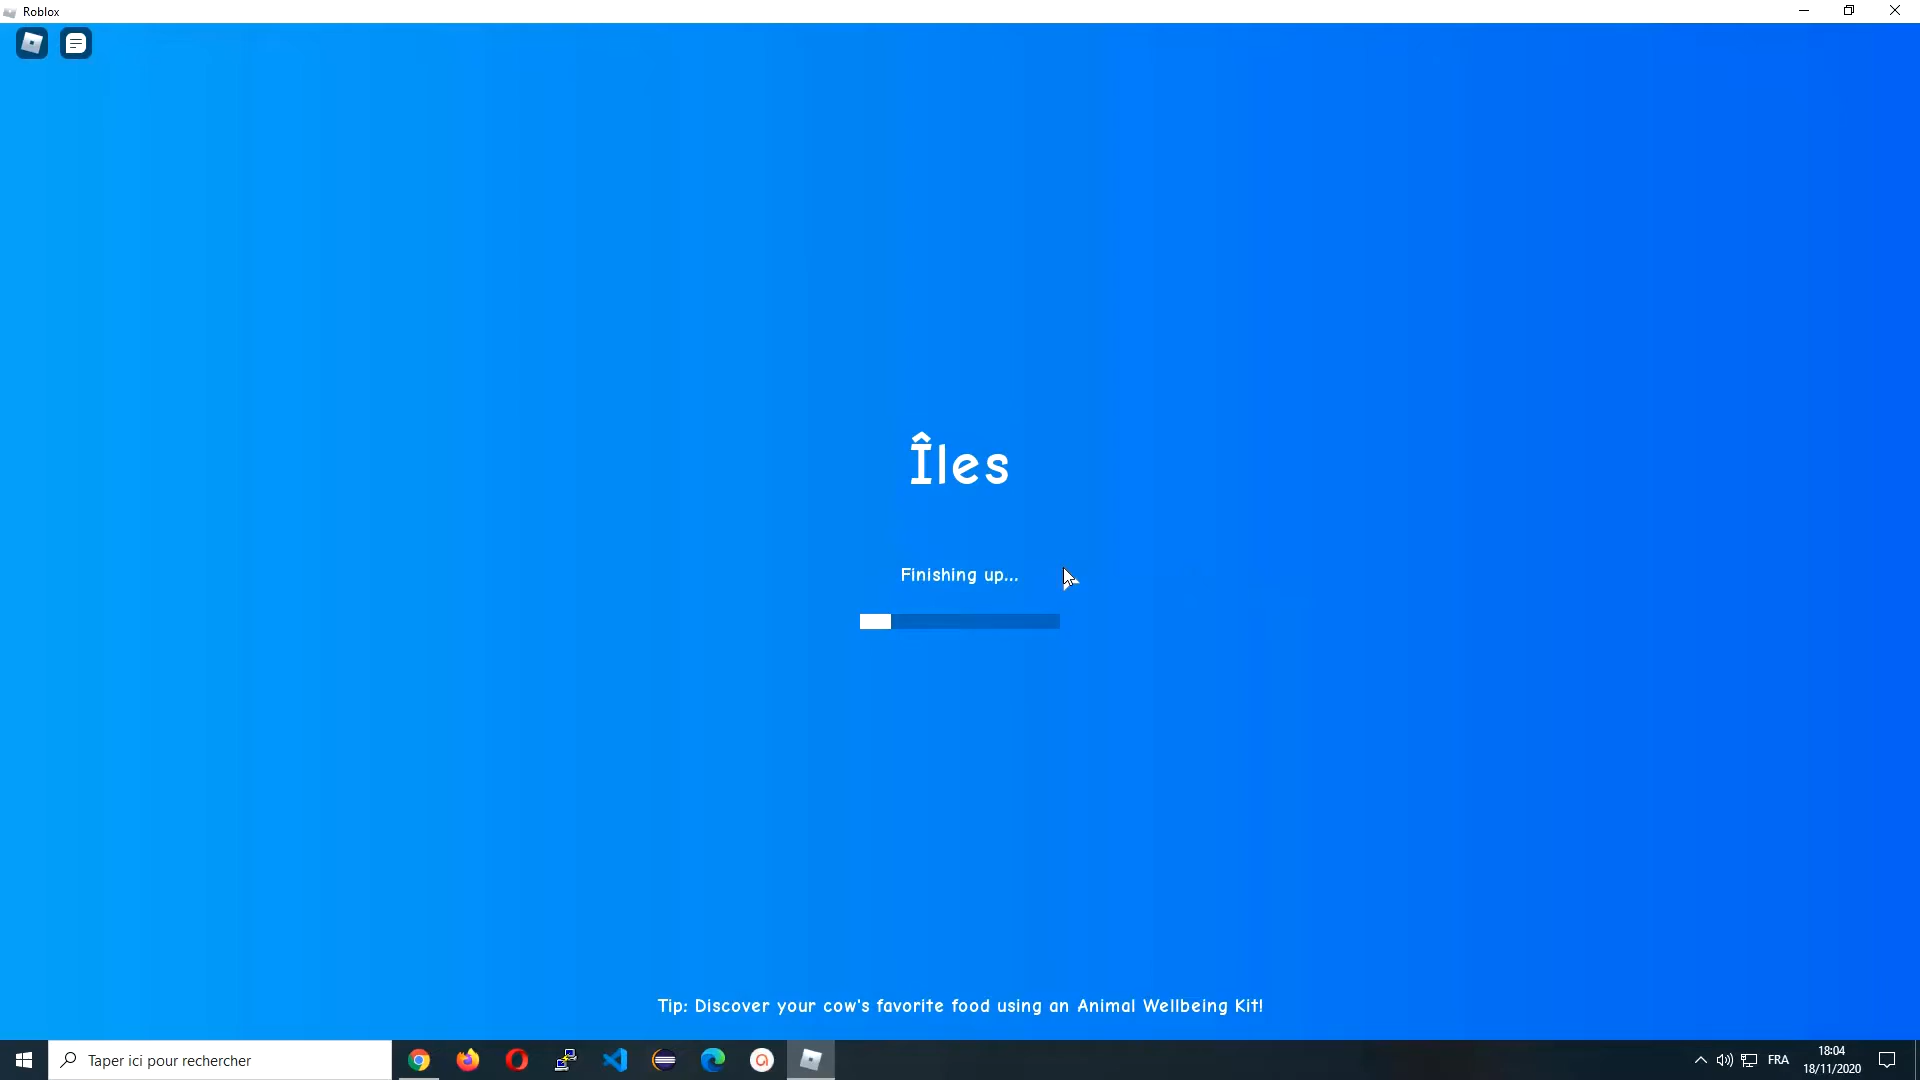 Roblox
Îles
Finishing up...
Tip: Discover your cow's favorite food using an Animal Wellbeing Kit!
Taper ici pour rechercher
FRA
18:04
18/11/2020